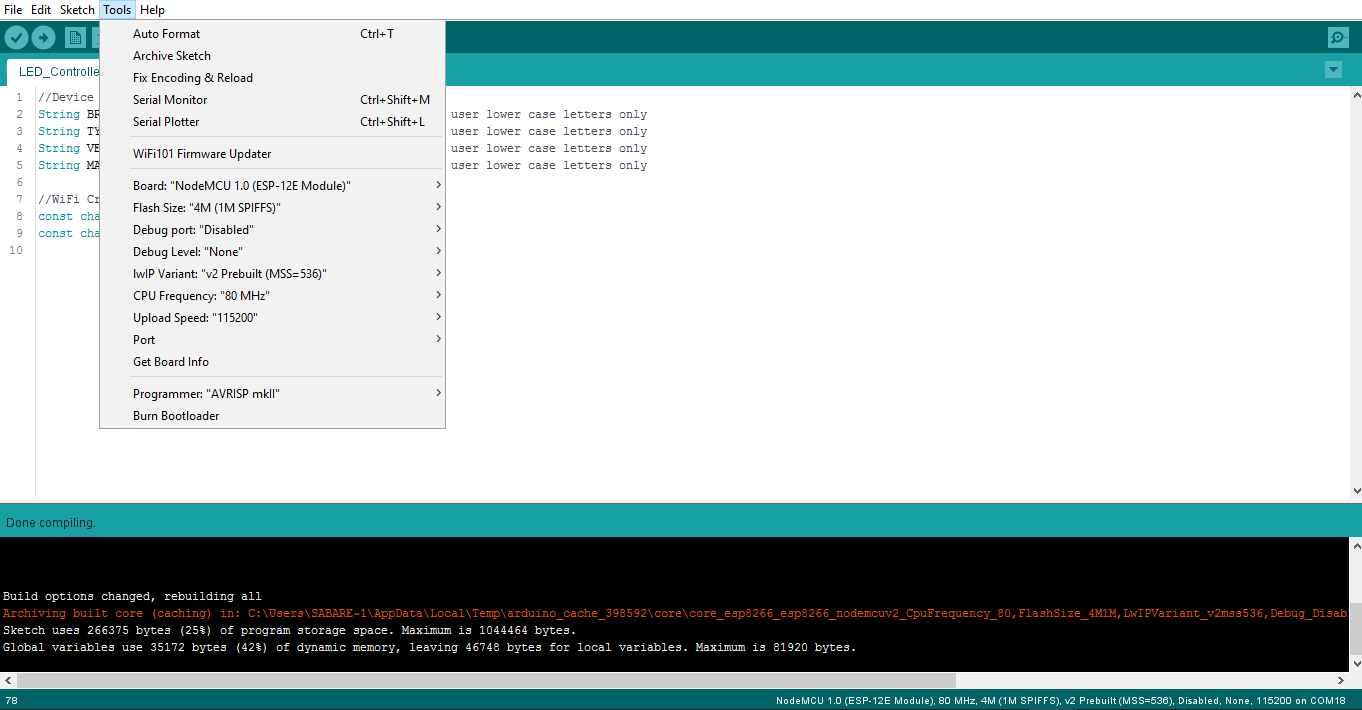 File Edit Sketch Tools Help
LED_Controlle
Auto Format Ctrl+T
Archive Sketch
Fix Encoding & Reload
Serial Monitor Ctrl+Shift+M
Serial Plotter Ctrl+Shift+L
WiFi101 Firmware Updater
Board: "NodeMCU 1.0 (ESP-12E Module)"
Flash Size: "4M (1M SPIFFS)"
Debug port: "Disabled"
Debug Level: "None"
lwIP Variant: "v2 Prebuilt (MSS=536)"
CPU Frequency: "80 MHz"
Upload Speed: "115200"
Port
Get Board Info
Programmer: "AVRISP mkII"
Burn Bootloader
1 //Device
2 String BR user lower case letters only
3 String TY user lower case letters only
4 String VE user lower case letters only
5 String MA user lower case letters only
6
7 //WiFi Cr
8 const cha
9 const cha
10
Done compiling.
Build options changed, rebuilding all
Archiving built core (caching) in: C:\Users\SABARE~1\AppData\Local\Temp\arduino_cache_398592\core\core_esp8266_esp8266_nodemcuv2_CpuFrequency_80,FlashSize_4M1M,LwIPVariant_v2mss536,Debug_Disab
Sketch uses 266375 bytes (25%) of program storage space. Maximum is 1044464 bytes.
Global variables use 35172 bytes (42%) of dynamic memory, leaving 46748 bytes for local variables. Maximum is 81920 bytes.
78 NodeMCU 1.0 (ESP-12E Module), 80 MHz, 4M (1M SPIFFS), v2 Prebuilt (MSS=536), Disabled, None, 115200 on COM18